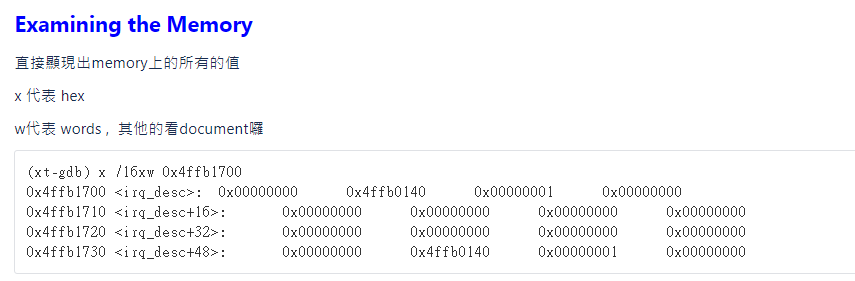 Examining the Memory
直接顯現出memory上的所有的值
x 代表 hex
w代表 words ，其他的看document囉
(xt-gdb) x /16xw 0x4ffb1700
0x4ffb1700 <irq_desc>: 0x00000000 0x4ffb0140 0x00000001 0x00000000
0x4ffb1710 <irq_desc+16>: 0x00000000 0x00000000 0x00000000 0x00000000
0x4ffb1720 <irq_desc+32>: 0x00000000 0x00000000 0x00000000 0x00000000
0x4ffb1730 <irq_desc+48>: 0x00000000 0x4ffb0140 0x00000001 0x00000000